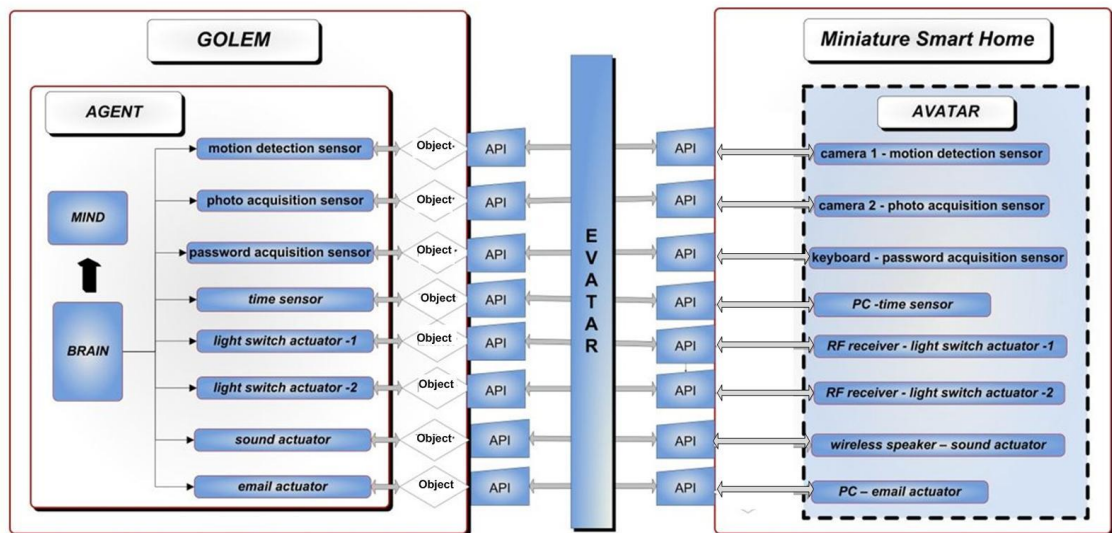 GOLEM
Miniature Smart Home
AGENT
AVATAR
motion detection sensor
Object·
API
API
camera 1 - motion detection sensor
photo acquisition sensor
Object·
API
API
camera 2 - photo acquisition sensor
MIND
password acquisition sensor
Object·
API
EVATAR
API
keyboard - password acquisition sensor
time sensor
Object
API
API
PC -time sensor
BRAIN
light switch actuator -1
Object
API
API
RF receiver - light switch actuator -1
light switch actuator -2
Object
API
API
RF receiver - light switch actuator -2
sound actuator
Object·
API
API
wireless speaker – sound actuator
email actuator
Object
API
API
PC – email actuator